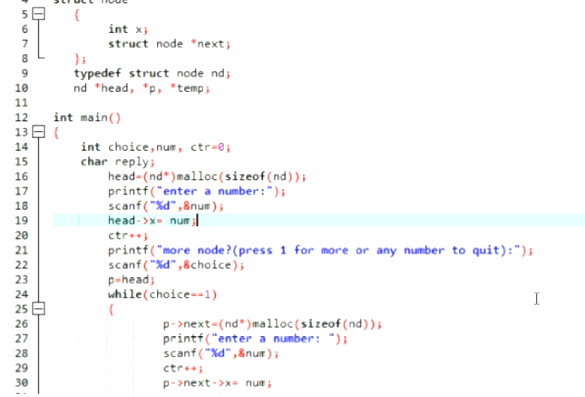 4 struct node
5 {
6 int x;
7 struct node *next;
8 };
9 typedef struct node nd;
10 nd *head, *p, *temp;
11
12 int main()
13 {
14 int choice,num, ctr=0;
15 char reply;
16 head=(nd*)malloc(sizeof(nd));
17 printf("enter a number:");
18 scanf("%d",&num);
19 head->x= num;
20 ctr++;
21 printf("more node?(press 1 for more or any number to quit):");
22 scanf("%d",&choice);
23 p=head;
24 while(choice==1)
25 {
26 p->next=(nd*)malloc(sizeof(nd));
27 printf("enter a number: ");
28 scanf("%d",&num);
29 ctr++;
30 p->next->x= num;